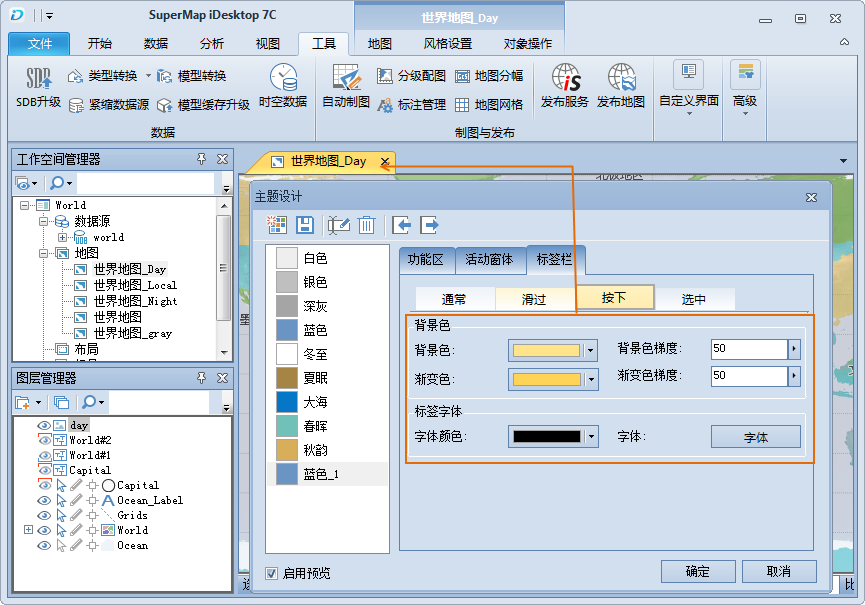 SuperMap iDesktop 7C
世界地图_Day
文件 开始 数据 分析 视图 工具 地图 风格设置 对象操作
SDB升级
类型转换
模型转换
紧缩数据源
模型缓存升级
时空数据
数据
自动制图
分级配图
地图分幅
标注管理
地图网格
制图与发布
发布服务
发布地图
自定义界面
高级
工作空间管理器
World
数据源
world
地图
世界地图_Day
世界地图_Local
世界地图_Night
世界地图
世界地图_gray
布局
图层管理器
day
World#2
World#1
Capital
Capital
Ocean_Label
Grids
World
Ocean
世界地图_Day
主题设计
白色
银色
深灰
蓝色
冬至
夏眠
大海
春晖
秋韵
蓝色_1
启用预览
功能区 活动窗体 标签栏
通常 滑过 按下 选中
背景色
背景色: 背景色梯度: 50
渐变色: 渐变色梯度: 50
标签字体
字体颜色: 字体: 字体
确定 取消
比